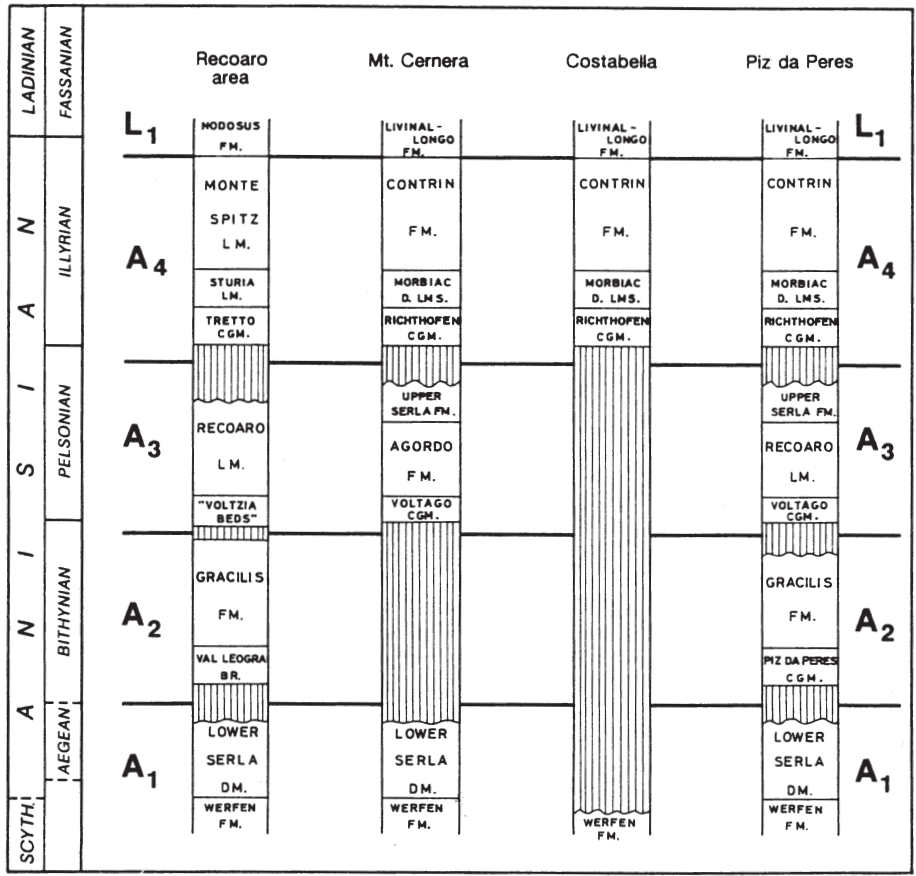 LADINIAN
FASSANIAN
ANISIAN
ILLYRIAN
PELSONIAN
BITHYNIAN
AEGEAN
SCYTH.
Recoaro
area
Mt. Cernera
Costabella
Piz da Peres
L1
A4
A3
A2
A1
NODOSUS
FM.
MONTE
SPITZ
LM.
STURIA
LM.
TRETTO
CGM.
RECOARO
LM.
"VOLTZIA
BEDS"
GRACILIS
FM.
VAL LEOGRA
BR.
LOWER
SERLA
DM.
WERFEN
FM.
LIVINAL-
LONGO
FM.
CONTRIN
FM.
MORBIAC
D. LMS.
RICHTHOFEN
CGM.
UPPER
SERLA FM.
AGORDO
FM.
VOLTAGO
CGM.
LOWER
SERLA
DM.
WERFEN
FM.
LIVINAL-
LONGO
FM.
CONTRIN
FM.
MORBIAC
D. LMS.
RICHTHOFEN
CGM.
WERFEN
FM.
LIVINAL-
LONGO
FM.
CONTRIN
FM.
MORBIAC
D. LMS.
RICHTHOFEN
CGM.
UPPER
SERLA FM.
RECOARO
LM.
VOLTAGO
CGM.
GRACILIS
FM.
PIZ DA PERES
CGM.
LOWER
SERLA
DM.
WERFEN
FM.
L1
A4
A3
A2
A1